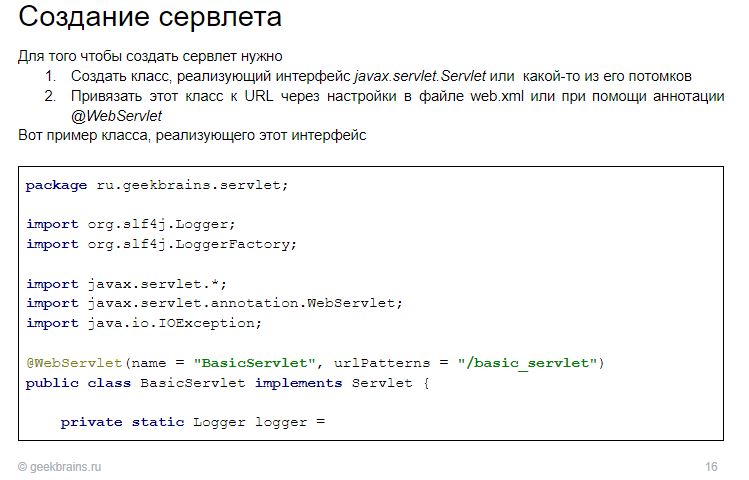 Создание сервлета
Для того чтобы создать сервлет нужно
1. Создать класс, реализующий интерфейс javax.servlet.Servlet или какой-то из его потомков
2. Привязать этот класс к URL через настройки в файле web.xml или при помощи аннотации
@WebServlet
Вот пример класса, реализующего этот интерфейс
package ru.geekbrains.servlet;
import org.slf4j.Logger;
import org.slf4j.LoggerFactory;
import javax.servlet.*;
import javax.servlet.annotation.WebServlet;
import java.io.IOException;
@WebServlet(name = "BasicServlet", urlPatterns = "/basic_servlet")
public class BasicServlet implements Servlet {
private static Logger logger =
© geekbrains.ru
16